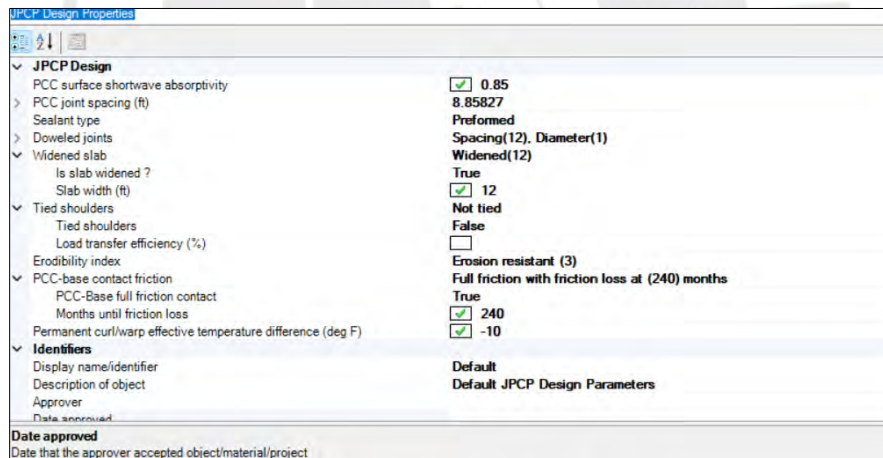 JPCP Design Properties
JPCP Design
PCC surface shortwave absorptivity 0.85
PCC joint spacing (ft) 8.85827
Sealant type Preformed
Doweled joints Spacing(12), Diameter(1)
Widened slab Widened(12)
Is slab widened ? True
Slab width (ft) 12
Tied shoulders Not tied
Tied shoulders False
Load transfer efficiency (%)
Erodibility index Erosion resistant (3)
PCC-base contact friction Full friction with friction loss at (240) months
PCC-Base full friction contact True
Months until friction loss 240
Permanent curl/warp effective temperature difference (deg F) -10
Identifiers
Display name/identifier Default
Description of object Default JPCP Design Parameters
Approver
Date approved
Date approved
Date that the approver accepted object/material/project